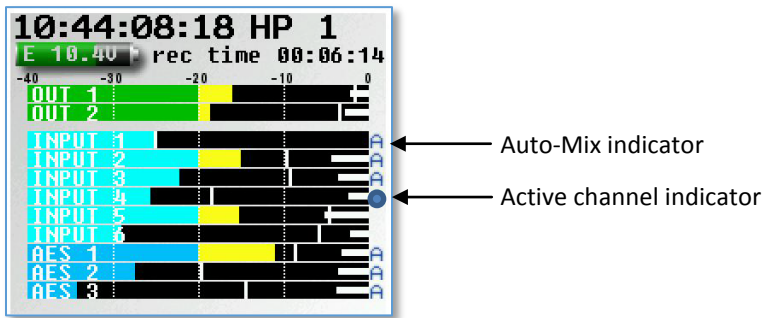 10:44:08:18 HP 1
E 10.4V rec time 00:06:14
-40 -30 -20 -10 0
OUT 1
OUT 2
INPUT 1 A
Auto-Mix indicator
INPUT 2 A
INPUT 3 A
INPUT 4
Active channel indicator
INPUT 5
INPUT 6
AES 1 A
AES 2 A
AES 3 A